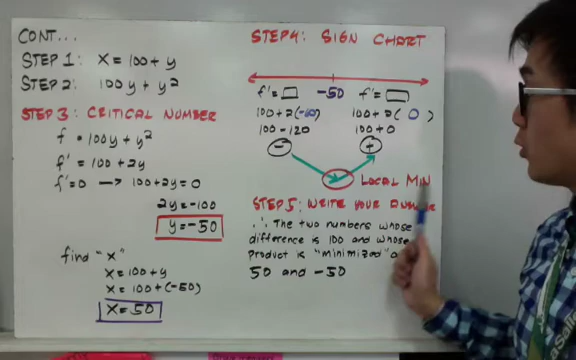 CONT...
STEP 1: X = 100 + y
STEP 2: 100y + y²
STEP 3: CRITICAL NUMBER
f = 100y + y²
f' = 100 + 2y
f' = 0 → 100 + 2y = 0
2y = -100
y = -50
find "x"
x = 100 + y
x = 100 + (-50)
x = 50
STEP 4: SIGN CHART
f' = □ -50 f' = □
100 + 2(-60) 100 + 2( 0 )
100 - 120 100 + 0
- +
LOCAL MIN
STEP 5: WRITE YOUR ANSWER
∴ The two numbers whose
difference is 100 and whose
product is "minimized"
50 and -50